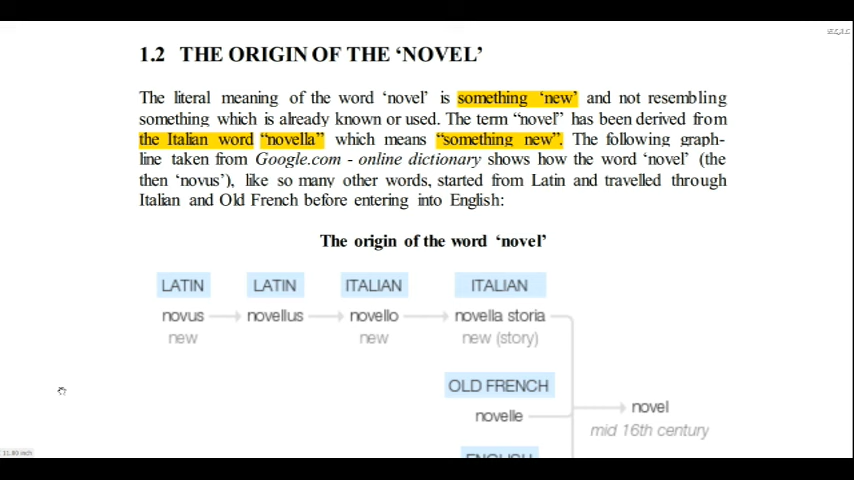 1.2 THE ORIGIN OF THE ‘NOVEL’
The literal meaning of the word ‘novel’ is something ‘new’ and not resembling
something which is already known or used. The term “novel” has been derived from
the Italian word “novella” which means “something new”. The following graph-
line taken from Google.com - online dictionary shows how the word ‘novel’ (the
then ‘novus’), like so many other words, started from Latin and travelled through
Italian and Old French before entering into English:
The origin of the word ‘novel’
LATIN LATIN ITALIAN ITALIAN
novus novellus novello novella storia
new new new (story)
OLD FRENCH
novelle
novel
mid 16th century
ENGLISH
11.80 inch